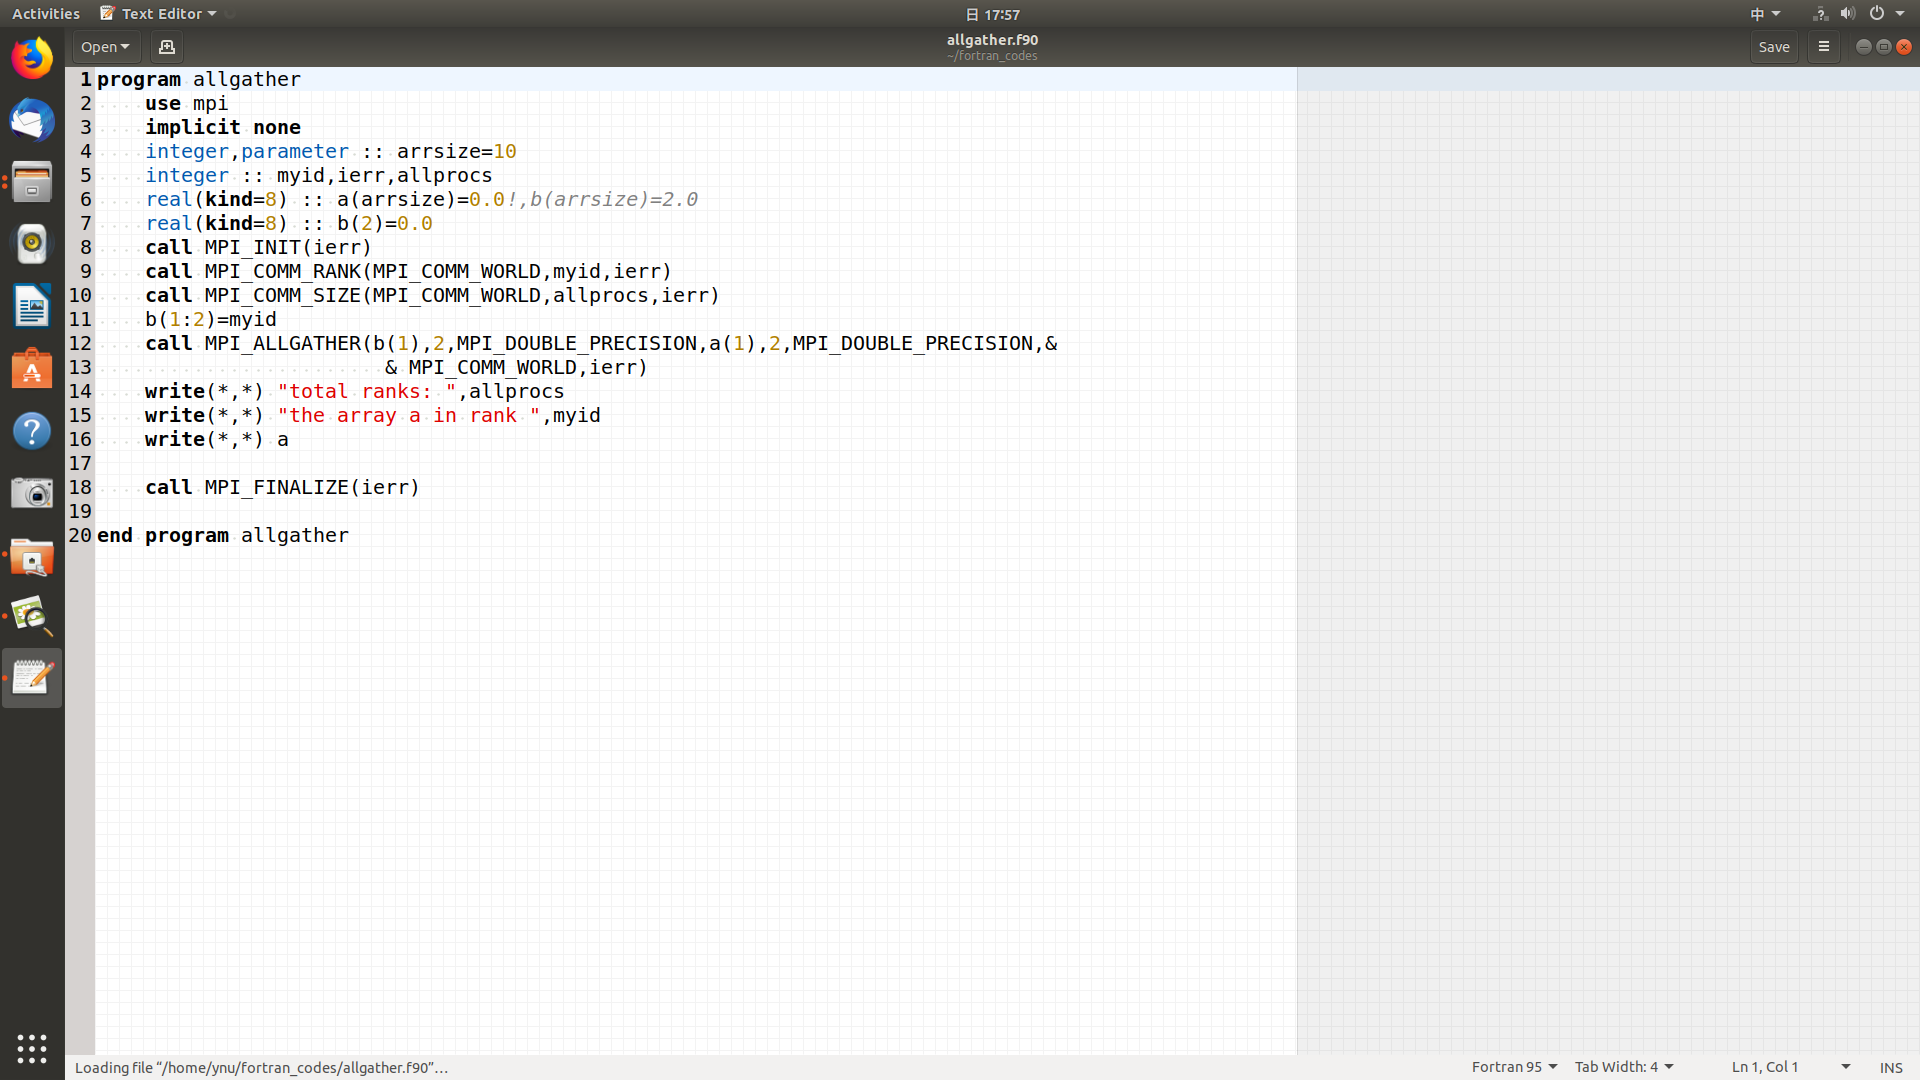 Activities Text Editor 日 17:57 中
Open allgather.f90 Save
~/fortran_codes
1 program allgather
2 use mpi
3 implicit none
4 integer,parameter :: arrsize=10
5 integer :: myid,ierr,allprocs
6 real(kind=8) :: a(arrsize)=0.0!,b(arrsize)=2.0
7 real(kind=8) :: b(2)=0.0
8 call MPI_INIT(ierr)
9 call MPI_COMM_RANK(MPI_COMM_WORLD,myid,ierr)
10 call MPI_COMM_SIZE(MPI_COMM_WORLD,allprocs,ierr)
11 b(1:2)=myid
12 call MPI_ALLGATHER(b(1),2,MPI_DOUBLE_PRECISION,a(1),2,MPI_DOUBLE_PRECISION,&
13 & MPI_COMM_WORLD,ierr)
14 write(*,*) "total ranks: ",allprocs
15 write(*,*) "the array a in rank ",myid
16 write(*,*) a
17
18 call MPI_FINALIZE(ierr)
19
20 end program allgather
Loading file “/home/ynu/fortran_codes/allgather.f90”… Fortran 95 Tab Width: 4 Ln 1, Col 1 INS